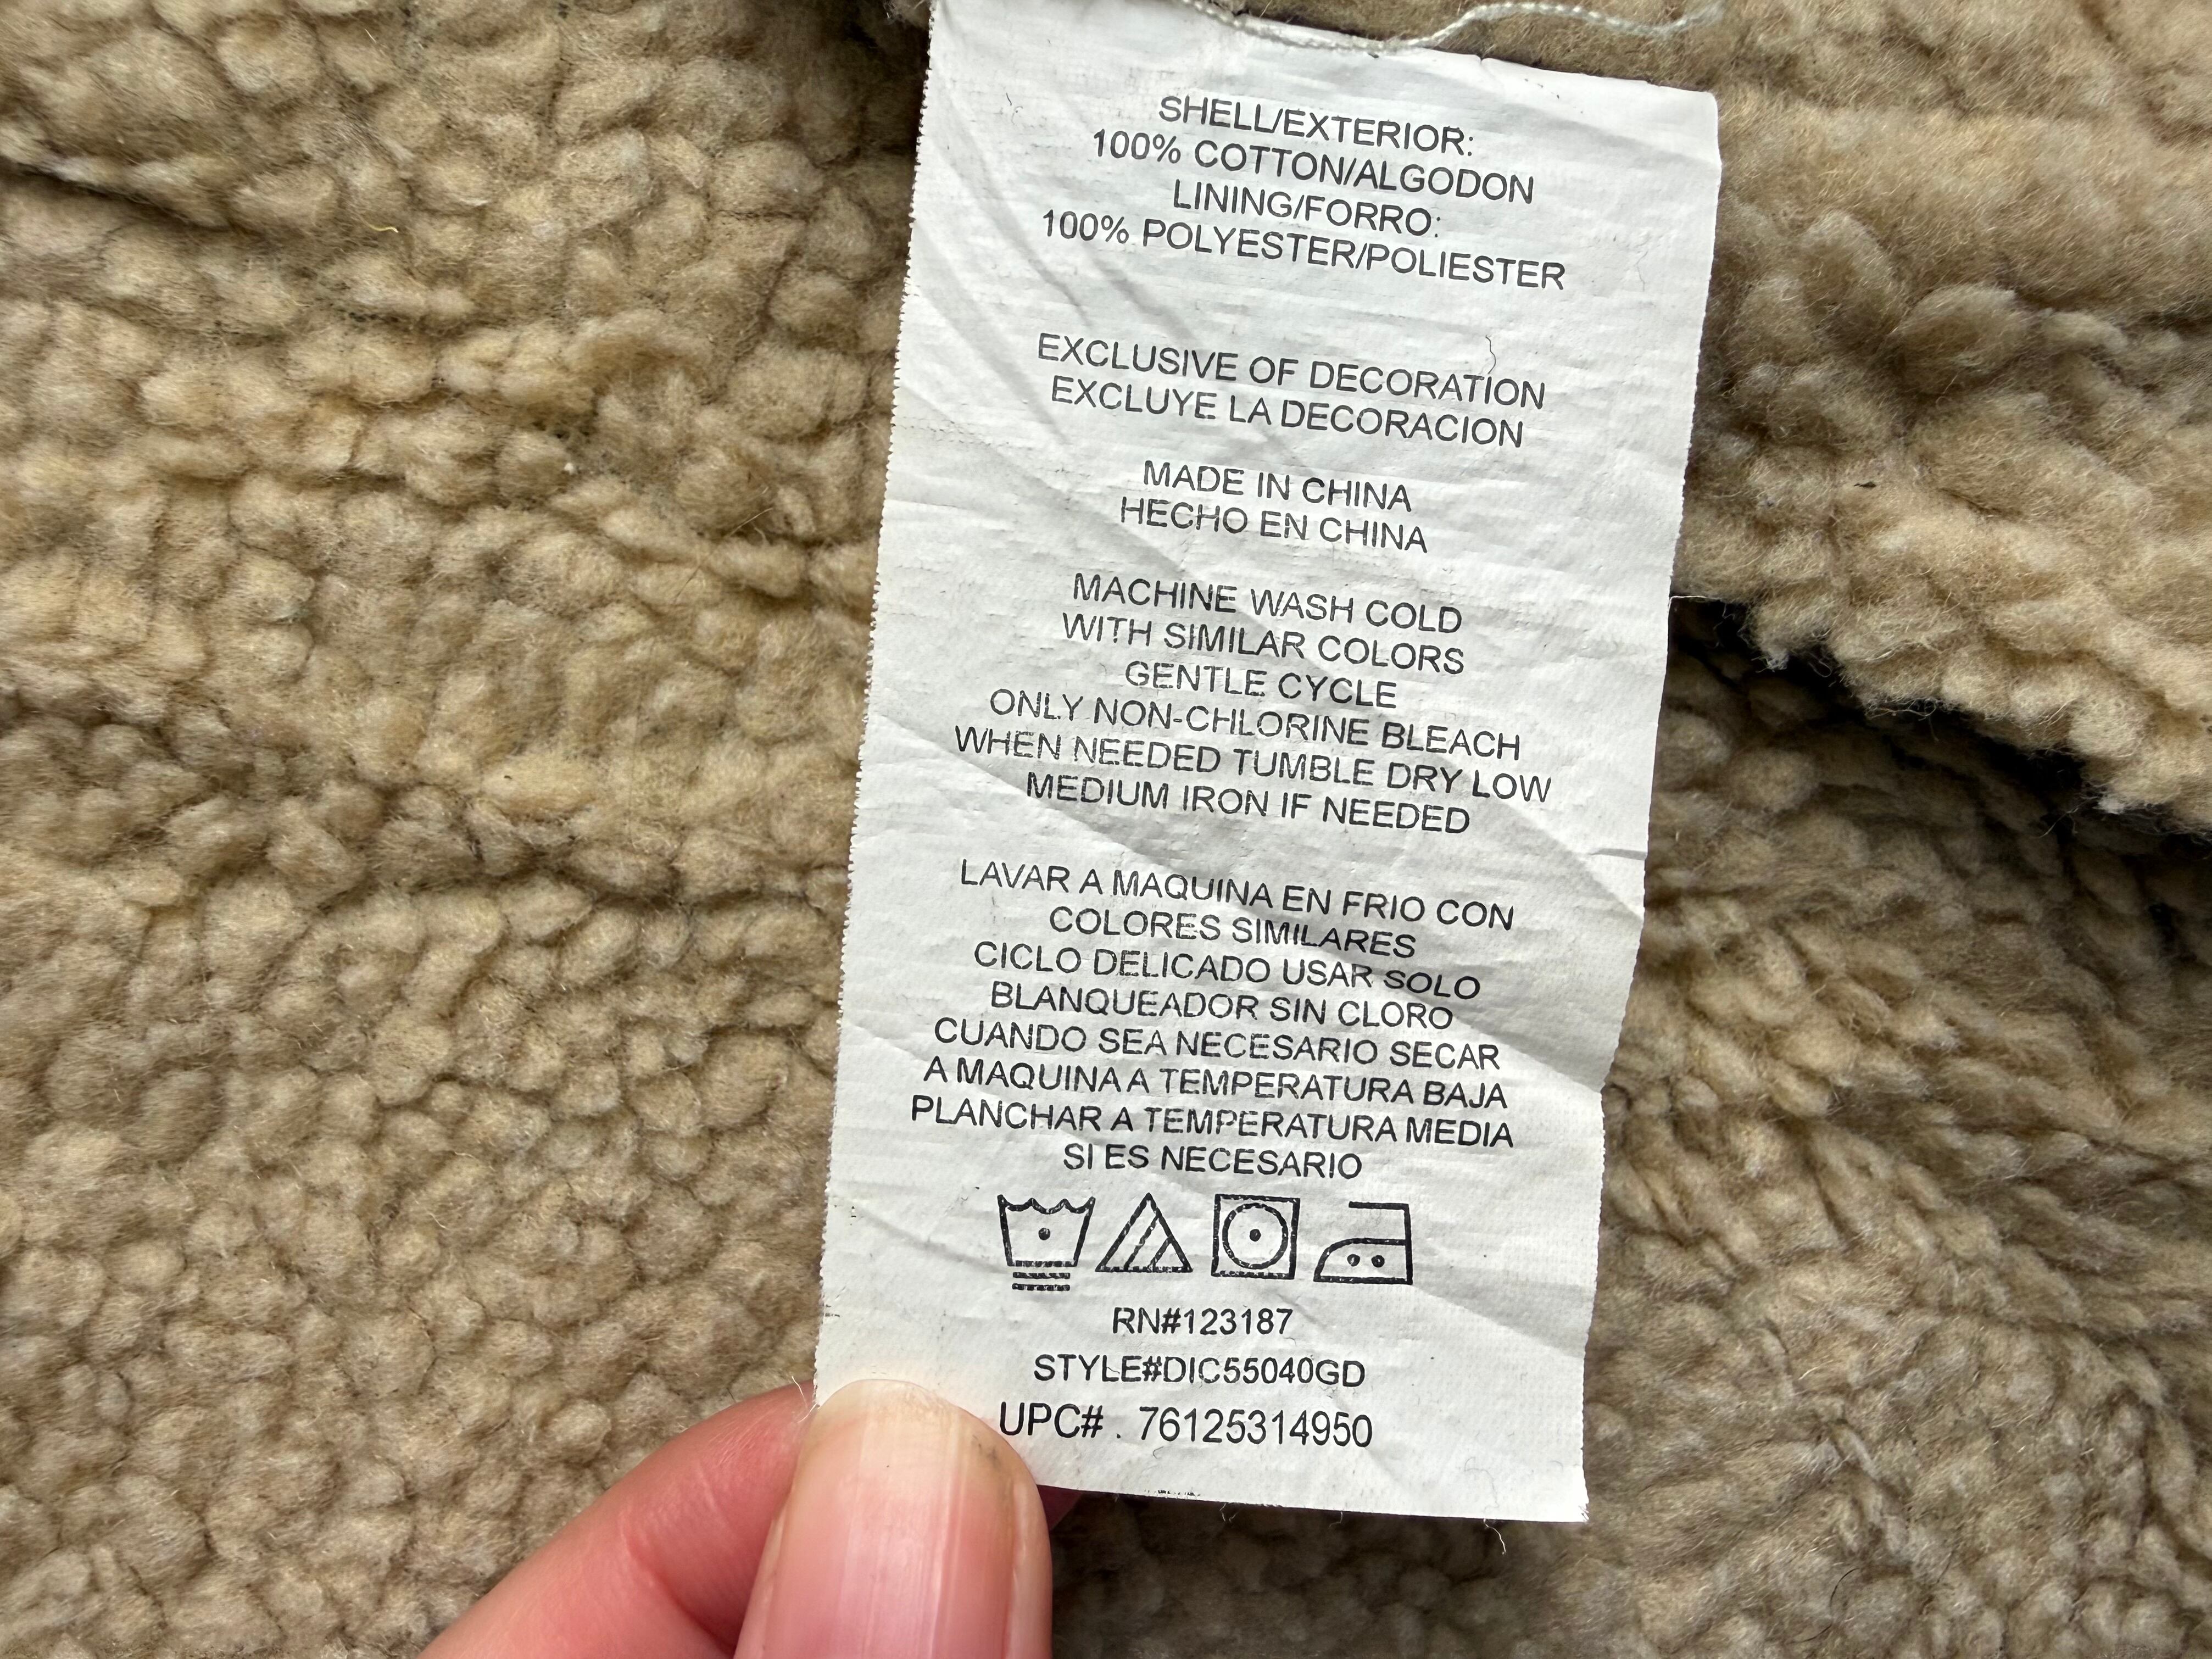 SHELL/EXTERIOR:
100% COTTON/ALGODON
LINING/FORRO:
100% POLYESTER/POLIESTER
EXCLUSIVE OF DECORATION
EXCLUYE LA DECORACION
MADE IN CHINA
HECHO EN CHINA
MACHINE WASH COLD
WITH SIMILAR COLORS
GENTLE CYCLE
ONLY NON-CHLORINE BLEACH
WHEN NEEDED TUMBLE DRY LOW
MEDIUM IRON IF NEEDED
LAVAR A MAQUINA EN FRIO CON
COLORES SIMILARES
CICLO DELICADO USAR SOLO
BLANQUEADOR SIN CLORO
CUANDO SEA NECESARIO SECAR
A MAQUINA A TEMPERATURA BAJA
PLANCHAR A TEMPERATURA MEDIA
SI ES NECESARIO
RN#123187
STYLE#DIC55040GD
UPC# . 76125314950